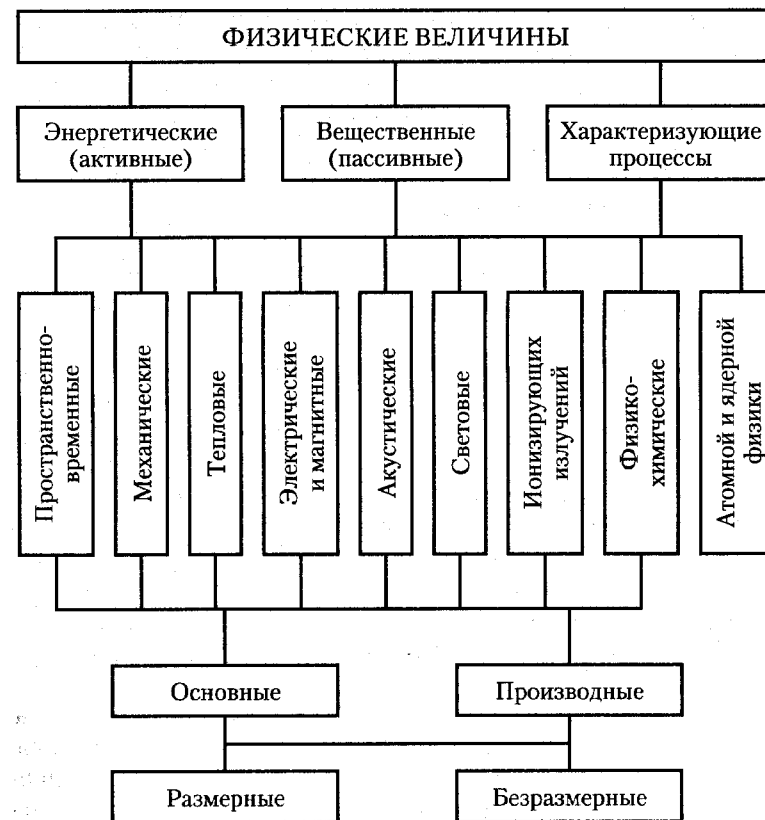 ФИЗИЧЕСКИЕ ВЕЛИЧИНЫ
Энергетические
(активные)
Вещественные
(пассивные)
Характеризующие
процессы
Пространственно-
временные
Механические
Тепловые
Электрические
и магнитные
Акустические
Световые
Ионизирующих
излучений
Физико-
химические
Атомной и ядерной
физики
Основные
Производные
Размерные
Безразмерные